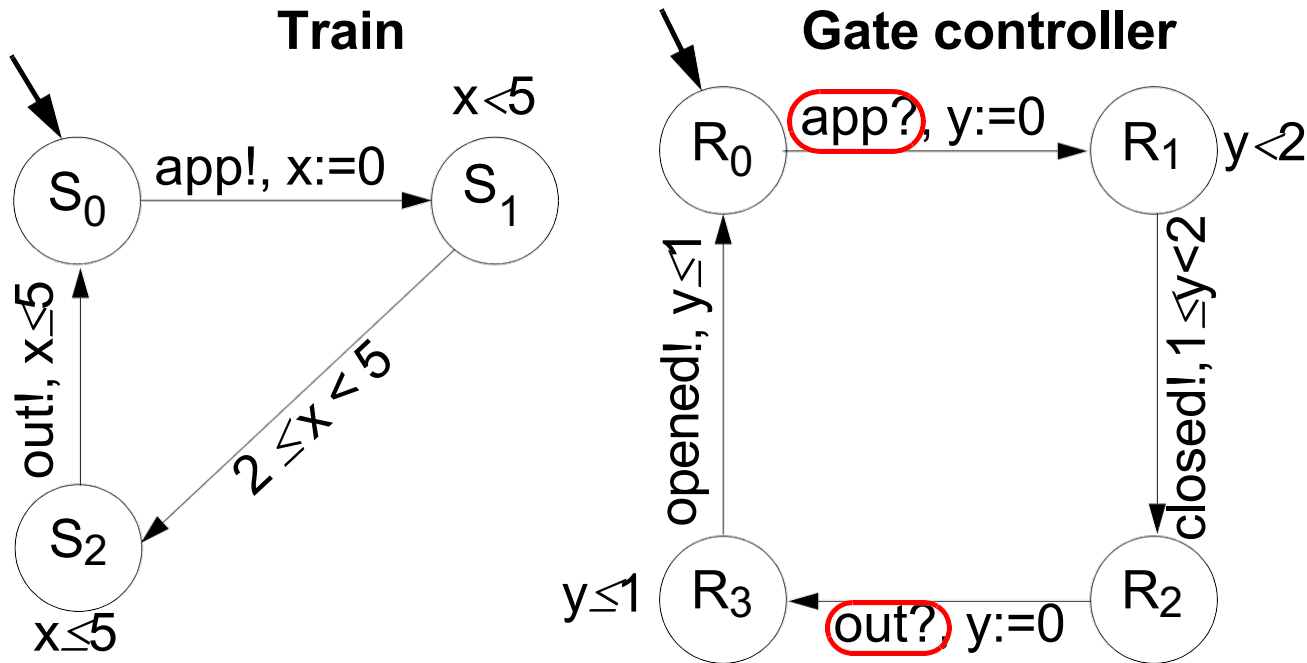 Train
x<5
S0
app!, x:=0
S1
out!, x≤5
2 ≤x < 5
S2
x≤5
Gate controller
R0
app?, y:=0
R1
y<2
opened!, y≤1
closed!,1≤y<2
y≤1
R3
out?, y:=0
R2